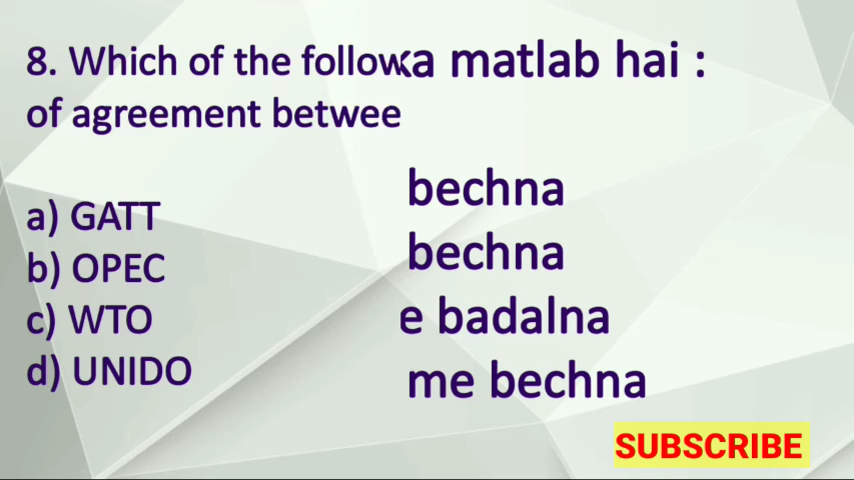 8. Which of the follow
of agreement betwee
a) GATT
b) OPEC
c) WTO
d) UNIDO
ka matlab hai :
bechna
bechna
e badalna
me bechna
SUBSCRIBE